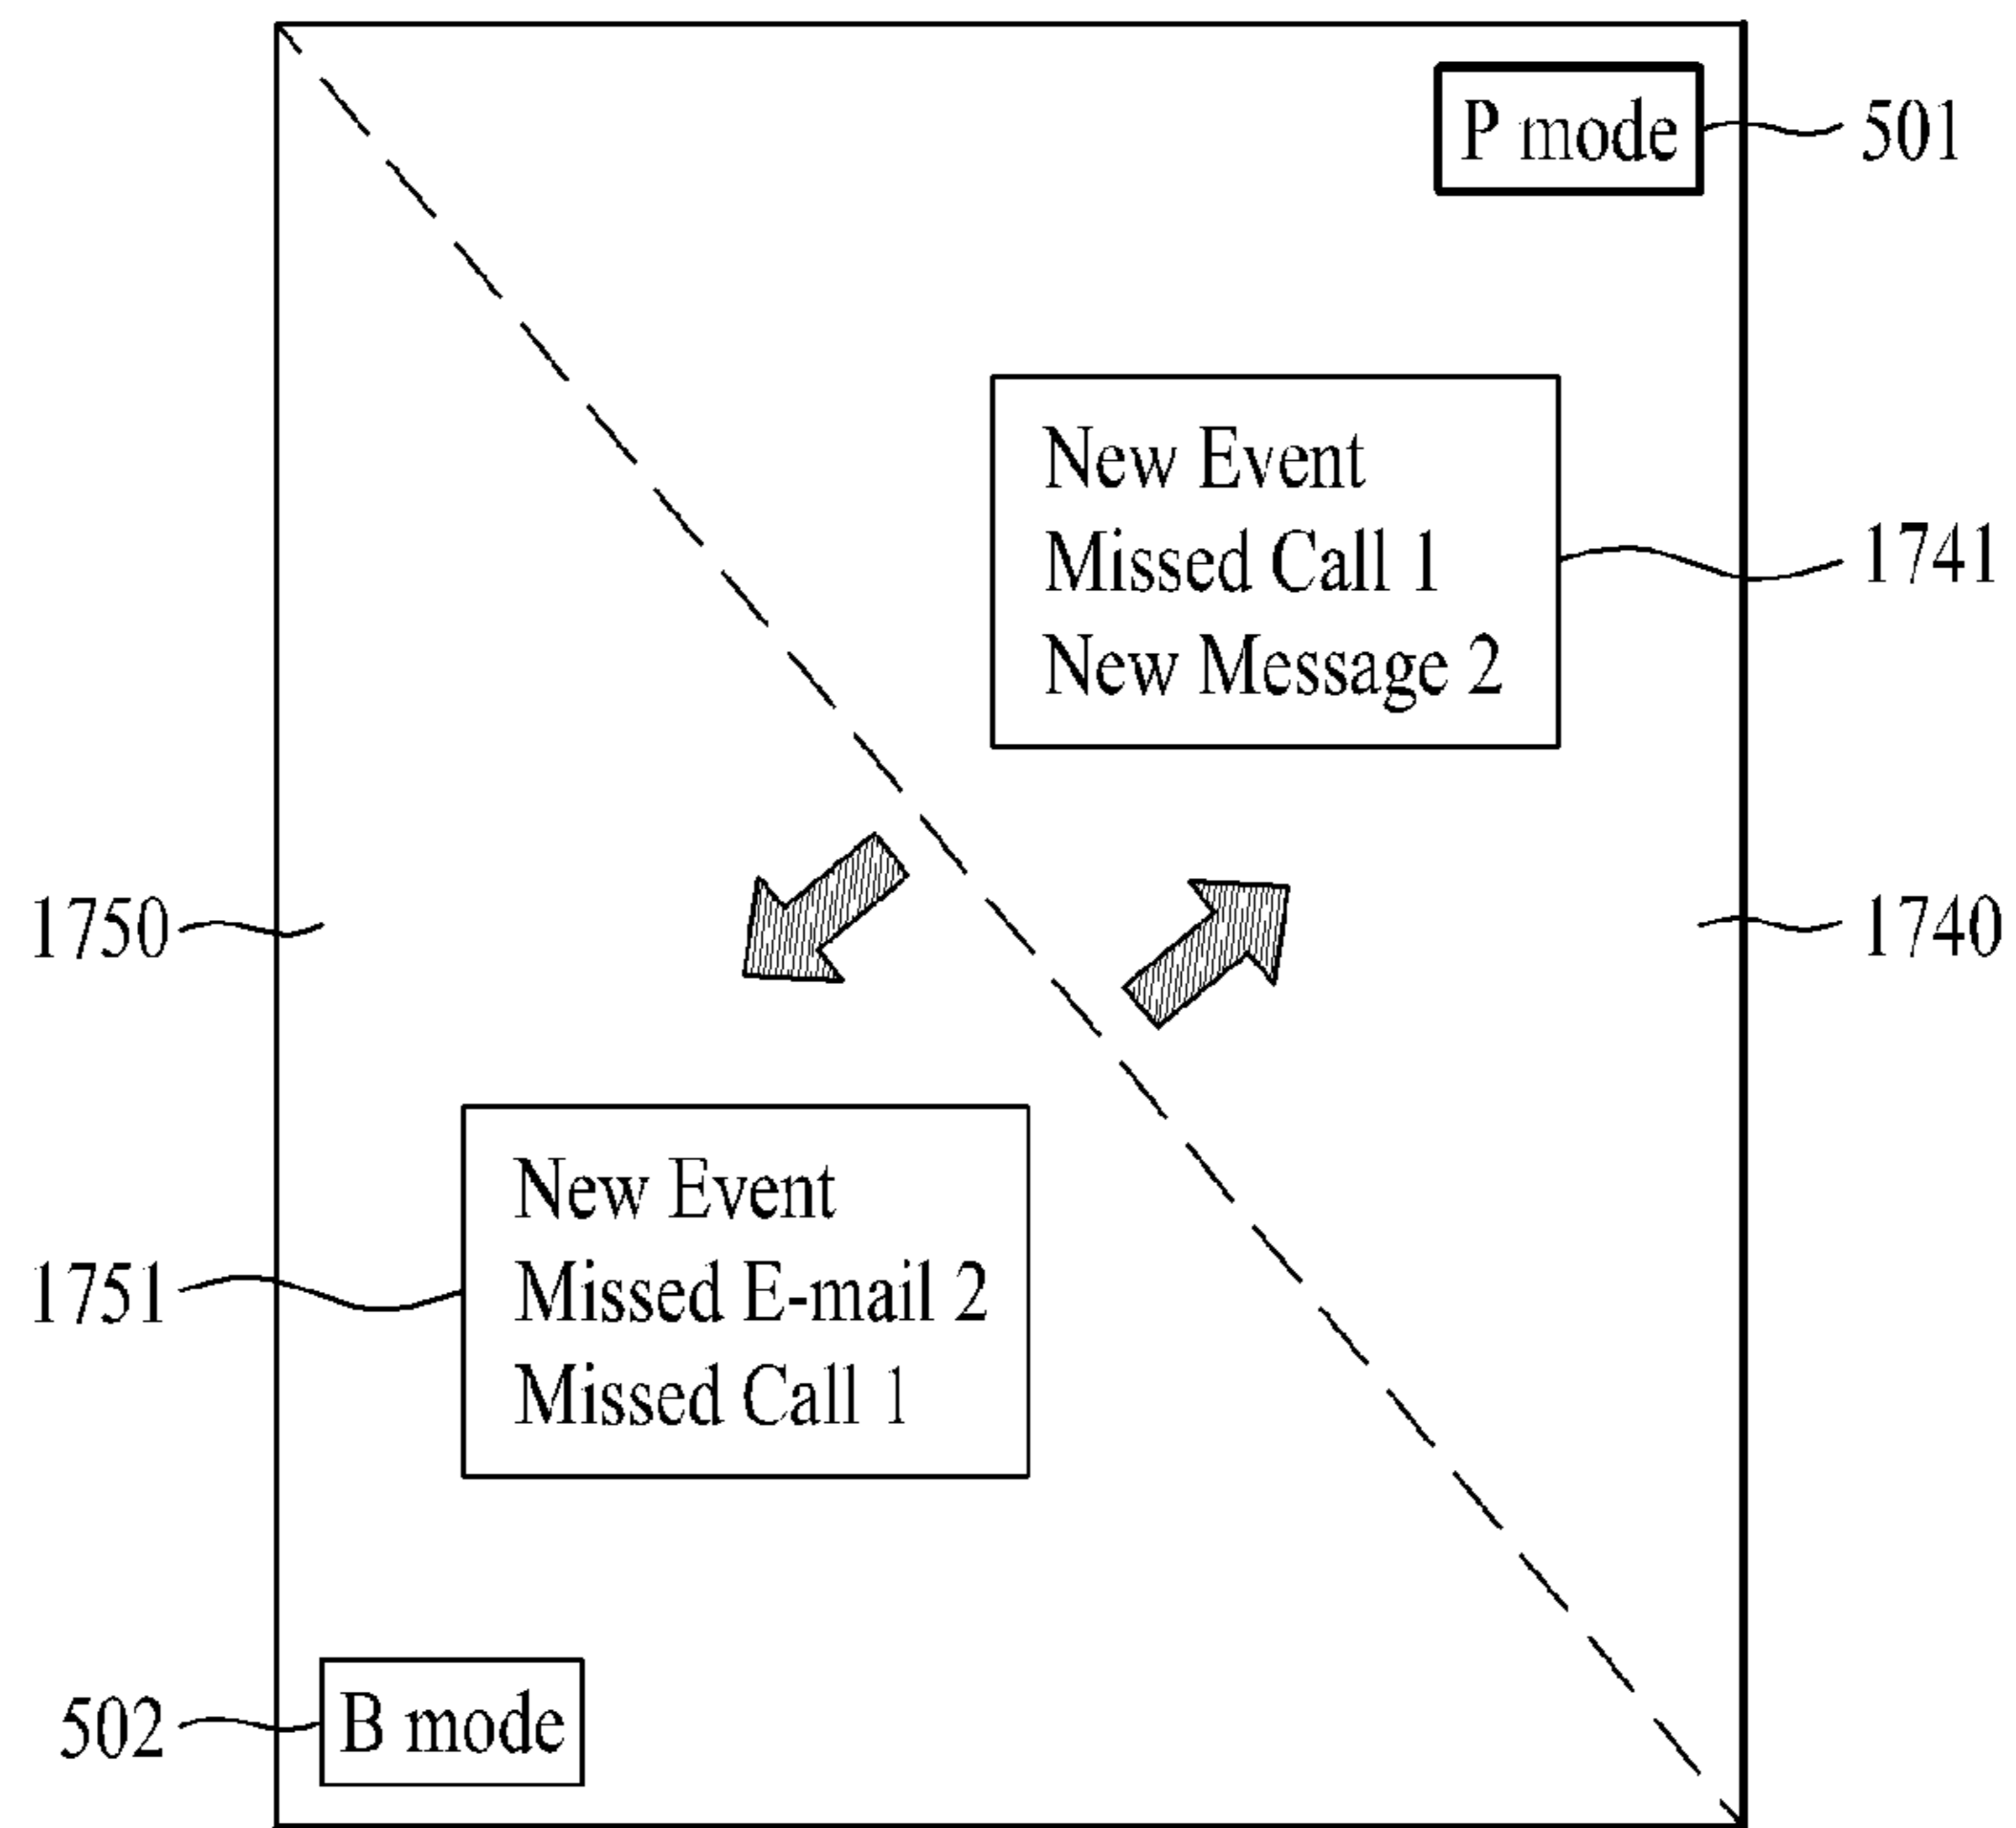 P mode
501
New Event
Missed Call 1
New Message 2
1741
1750
1740
New Event
Missed E-mail 2
Missed Call 1
1751
502
B mode